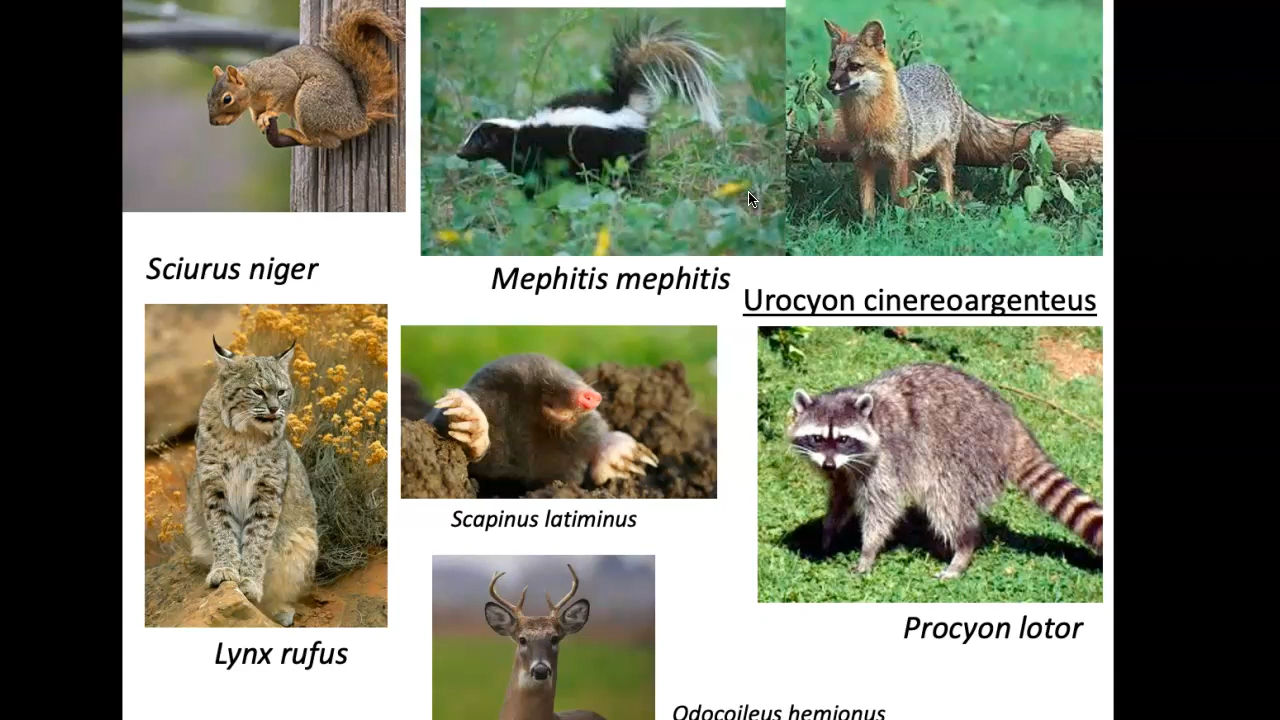 Sciurus niger
Mephitis mephitis
Urocyon cinereoargenteus
Scapinus latiminus
Procyon lotor
Lynx rufus
Odocoileus hemionus